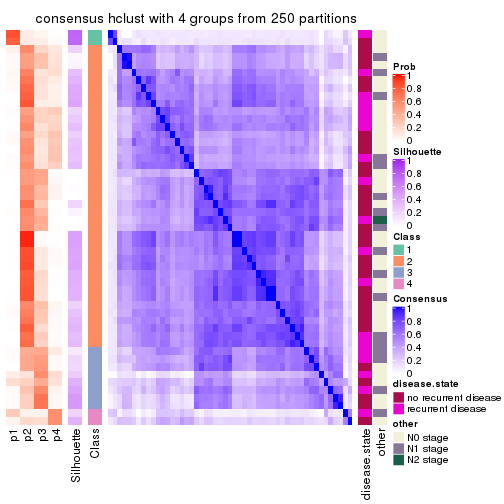 consensus hclust with 4 groups from 250 partitions
Prob
1
0.8
0.6
0.4
0.2
0
Silhouette
1
0.8
0.6
0.4
0.2
0
Class
1
2
3
4
Consensus
1
0.8
0.6
0.4
0.2
0
disease.state
no recurrent disease
recurrent disease
other
N0 stage
N1 stage
N2 stage
p1
p2
p3
p4
Silhouette
Class
disease.state
other